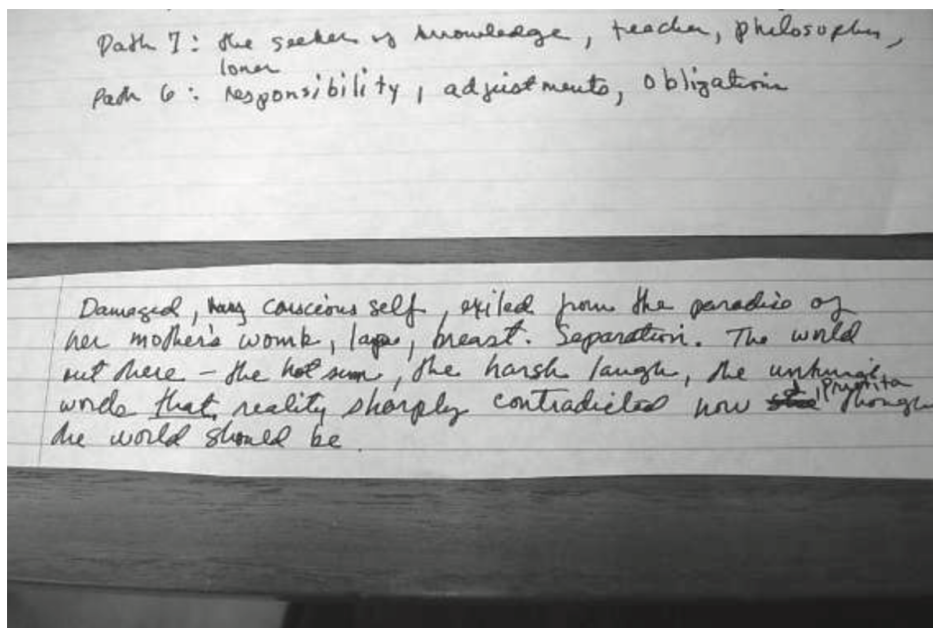 Path 7: the seeker of knowledge, teacher, philosopher,
loner
Path 6: responsibility, adjustments, obligations
Damaged, conscious self, exiled from the paradise of
her mother's womb, lap, breast. Separation. The world
out there – the hot sun, the harsh laugh, the
Prietita
words that reality sharply contradicted how thought
the world should be.